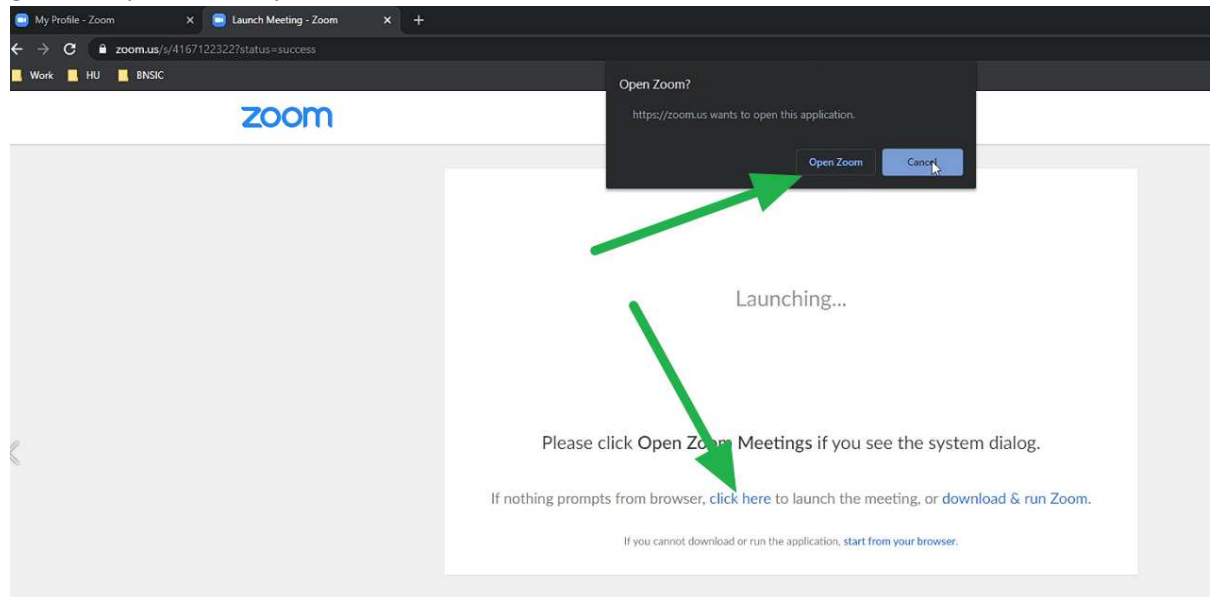 My Profile - Zoom
Launch Meeting - Zoom
zoom.us/s/4167122322?status=success
Work HU BNSIC
Open Zoom?
https://zoom.us wants to open this application.
Open Zoom Cancel
zoom
Launching...
Please click Open Zoom Meetings if you see the system dialog.
If nothing prompts from browser, click here to launch the meeting, or download & run Zoom.
If you cannot download or run the application, start from your browser.